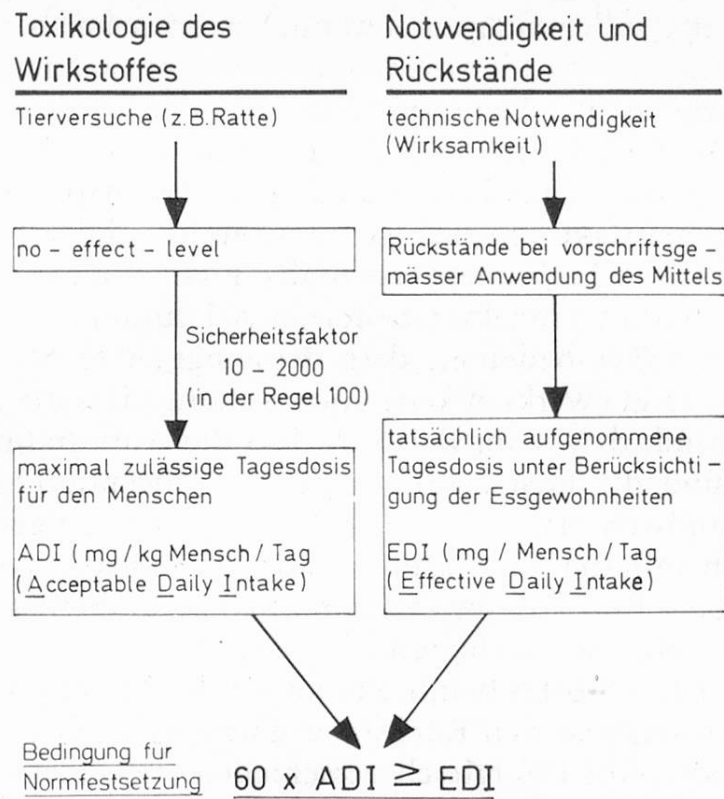 Toxikologie des
Wirkstoffes
Tierversuche (z.B.Ratte)
no - effect - level
Sicherheitsfaktor
10 - 2000
(in der Regel 100)
maximal zulässige Tagesdosis
für den Menschen
ADI ( mg / kg Mensch / Tag
( Acceptable Daily Intake )
Notwendigkeit und
Rückstände
technische Notwendigkeit
(Wirksamkeit)
Rückstände bei vorschriftsge-
mässer Anwendung des Mittels
tatsächlich aufgenommene
Tagesdosis unter Berücksichti-
gung der Essgewohnheiten
EDI ( mg / Mensch / Tag
( Effective Daily Intake )
Bedingung für
Normfestsetzung
60 x ADI ≥ EDI